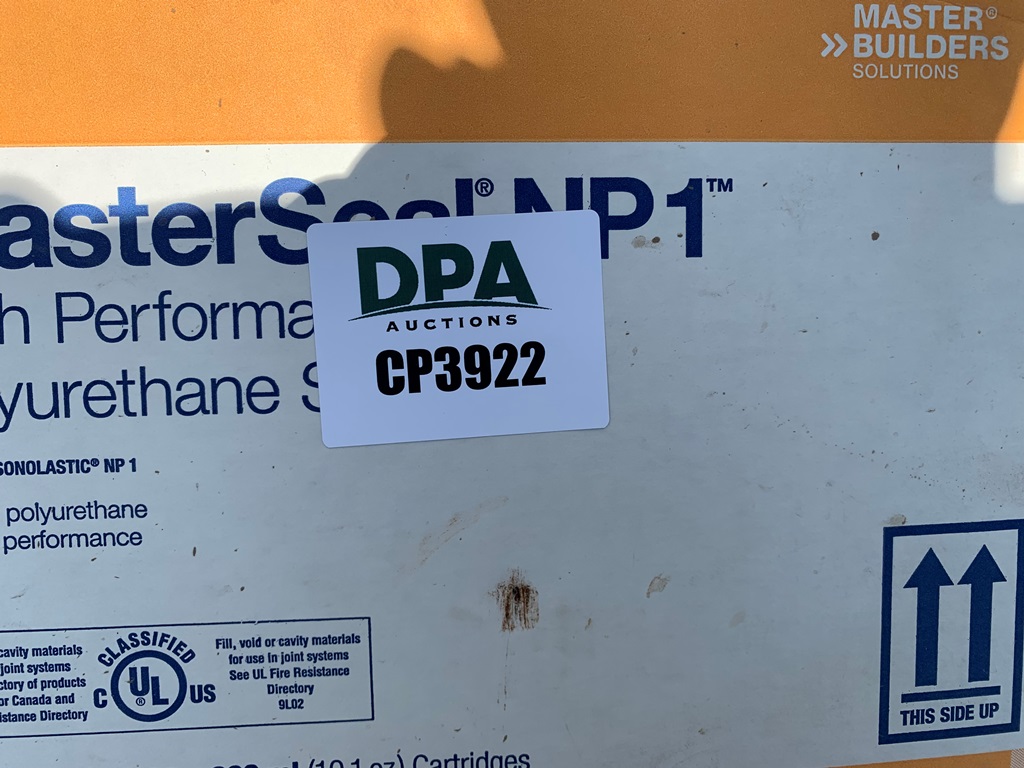 MASTER®
BUILDERS
SOLUTIONS
asterSeal® NP1™
h Performa
yurethane S
DPA
AUCTIONS
CP3922
SONOLASTIC® NP 1
polyurethane
performance
cavity materials
joint systems
ctory of products
or Canada and
istance Directory
CLASSIFIED
C UL® US
Fill, void or cavity materials
for use in joint systems
See UL Fire Resistance
Directory
9L02
THIS SIDE UP
(10.1 oz) Cartridges